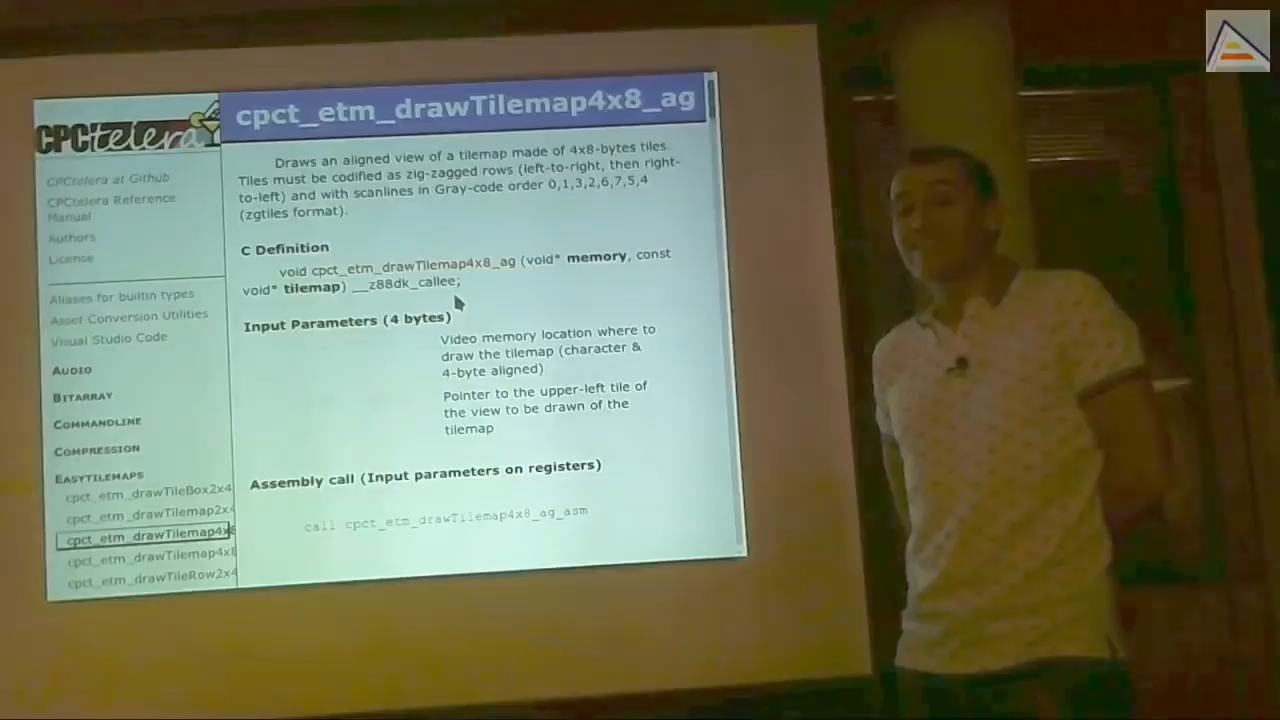 CPCtelera
cpct_etm_drawTilemap4x8_ag
CPCtelera at Github
CPCtelera Reference
Manual
Authors
License
Aliases for builtin types
Asset Conversion Utilities
Visual Studio Code
AUDIO
BITARRAY
COMMANDLINE
COMPRESSION
EASYTILEMAPS
cpct_etm_drawTileBox2x4
cpct_etm_drawTilemap2x4
cpct_etm_drawTilemap4x8
cpct_etm_drawTilemap4x8
cpct_etm_drawTileRow2x4
Draws an aligned view of a tilemap made of 4x8-bytes tiles.
Tiles must be codified as zig-zagged rows (left-to-right, then right-
to-left) and with scanlines in Gray-code order 0,1,3,2,6,7,5,4
(zgtiles format).
C Definition
void cpct_etm_drawTilemap4x8_ag (void* memory, const
void* tilemap) __z88dk_callee;
Input Parameters (4 bytes)
Video memory location where to
draw the tilemap (character &
4-byte aligned)
Pointer to the upper-left tile of
the view to be drawn of the
tilemap
Assembly call (Input parameters on registers)
call cpct_etm_drawTilemap4x8_ag_asm